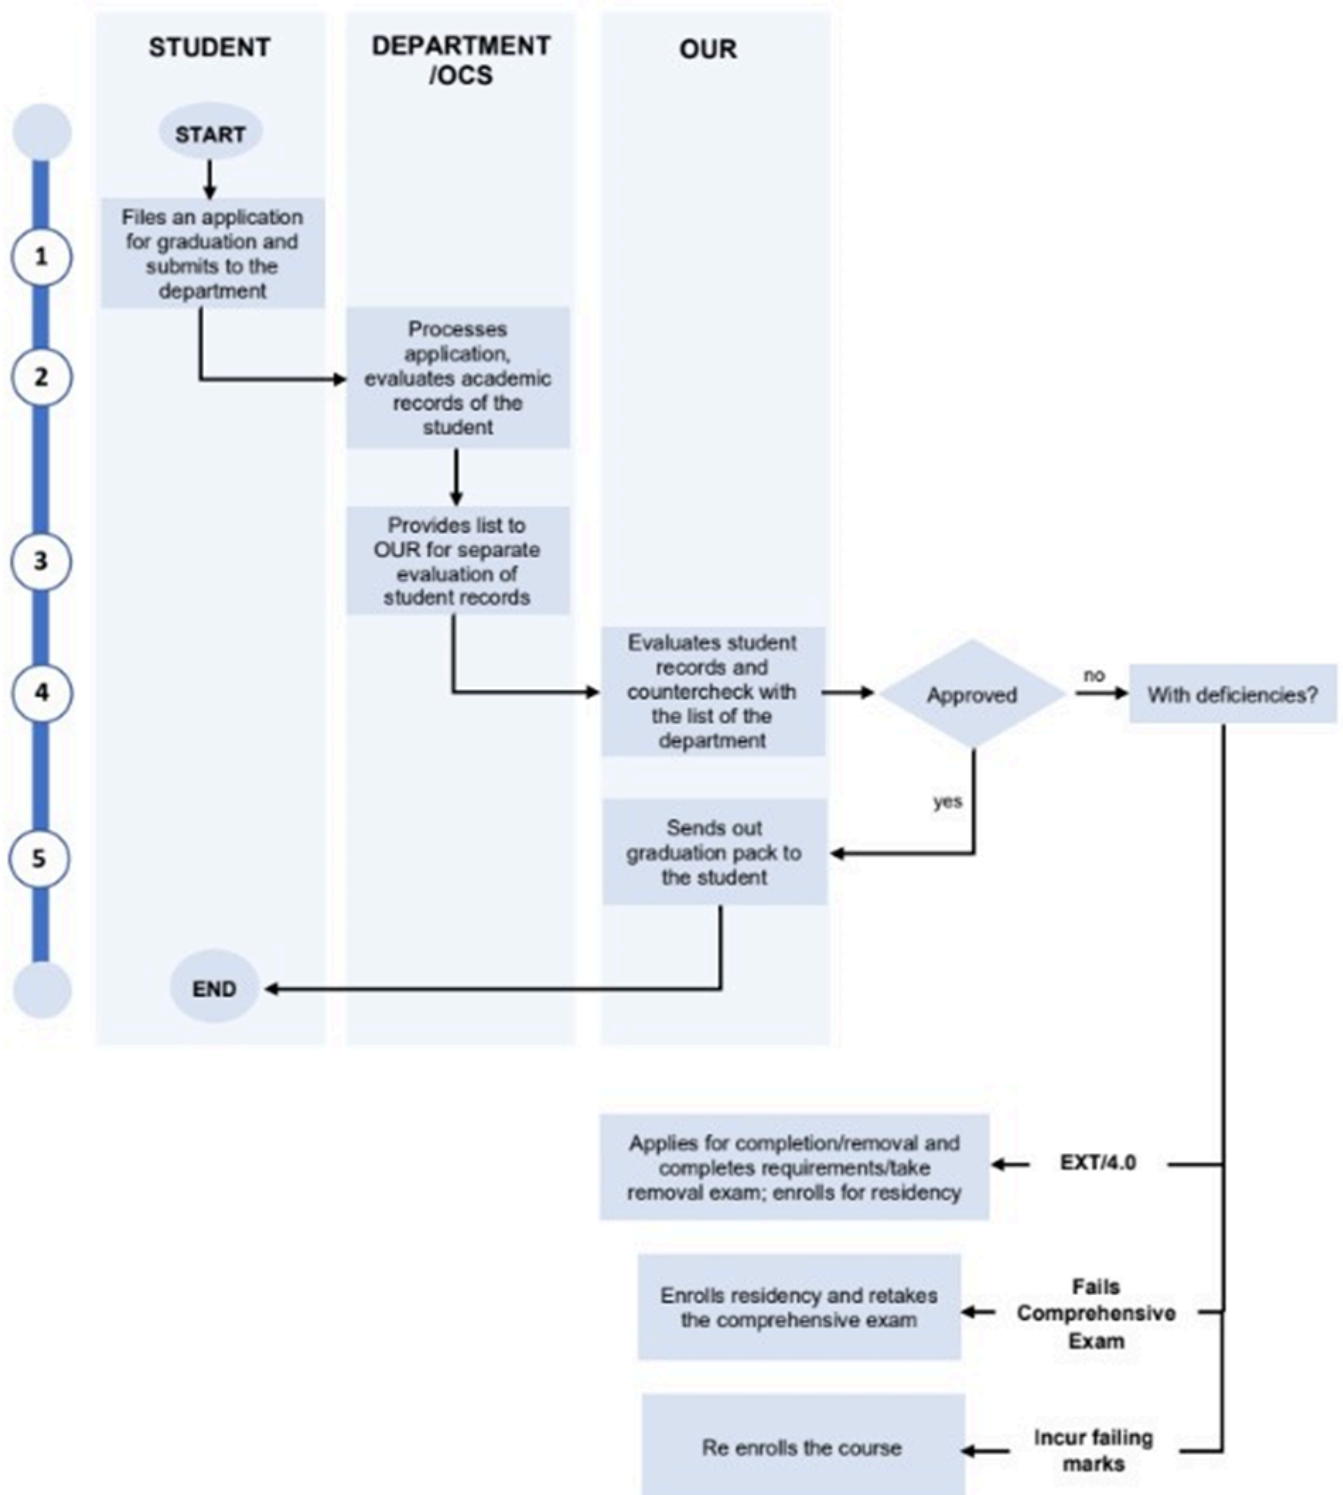 STUDENT
DEPARTMENT
/OCS
OUR
START
1
Files an application
for graduation and
submits to the
department
2
Processes
application,
evaluates academic
records of the
student
3
Provides list to
OUR for separate
evaluation of
student records
4
Evaluates student
records and
countercheck with
the list of the
department
Approved
no
With deficiencies?
yes
5
Sends out
graduation pack to
the student
END
Applies for completion/removal and
completes requirements/take
removal exam; enrolls for residency
EXT/4.0
Enrolls residency and retakes
the comprehensive exam
Fails
Comprehensive
Exam
Re enrolls the course
Incur failing
marks